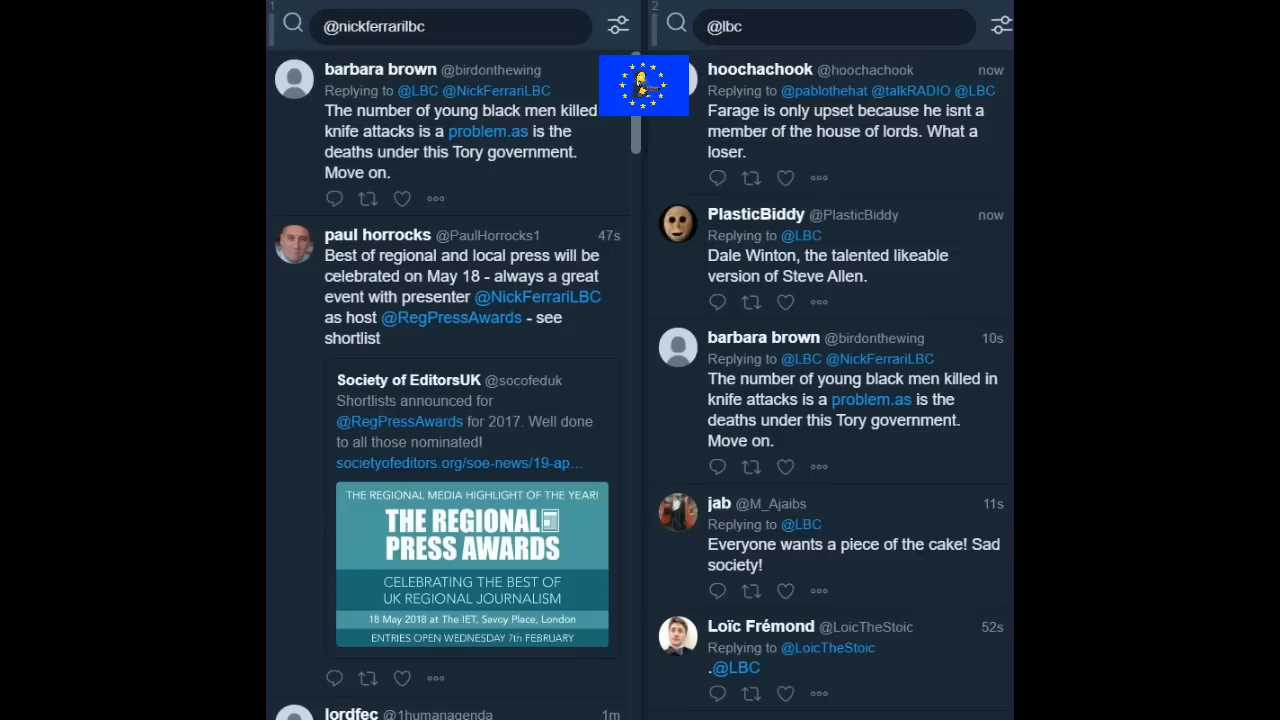 1
@nickferrarilbc
barbara brown @birdonthewing
Replying to @LBC @NickFerrariLBC
The number of young black men killed
knife attacks is a problem.as is the
deaths under this Tory government.
Move on.
paul horrocks @PaulHorrocks1 47s
Best of regional and local press will be
celebrated on May 18 - always a great
event with presenter @NickFerrariLBC
as host @RegPressAwards - see
shortlist
Society of EditorsUK @socofeduk
Shortlists announced for
@RegPressAwards for 2017. Well done
to all those nominated!
societyofeditors.org/soe-news/19-ap…
THE REGIONAL MEDIA HIGHLIGHT OF THE YEAR!
THE REGIONAL
PRESS AWARDS
CELEBRATING THE BEST OF
UK REGIONAL JOURNALISM
18 May 2018 at The IET, Savoy Place, London
ENTRIES OPEN WEDNESDAY 7th FEBRUARY
lordfec @1humanagenda 1m
2
@lbc
hoochachook @hoochachook now
Replying to @pablothehat @talkRADIO @LBC
Farage is only upset because he isnt a
member of the house of lords. What a
loser.
PlasticBiddy @PlasticBiddy now
Replying to @LBC
Dale Winton, the talented likeable
version of Steve Allen.
barbara brown @birdonthewing 10s
Replying to @LBC @NickFerrariLBC
The number of young black men killed in
knife attacks is a problem.as is the
deaths under this Tory government.
Move on.
jab @M_Ajaibs 11s
Replying to @LBC
Everyone wants a piece of the cake! Sad
society!
Loïc Frémond @LoicTheStoic 52s
Replying to @LoicTheStoic
.@LBC